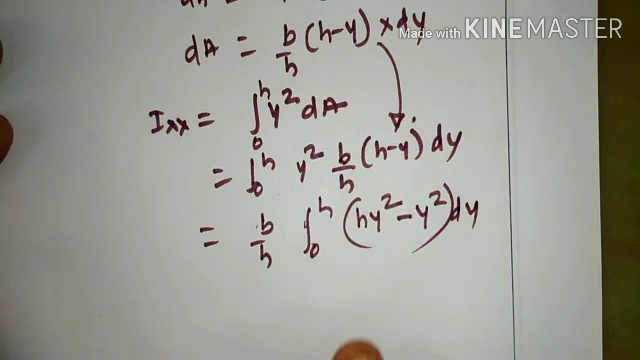 dA = b/h (h-y) x dy
Made with KINEMASTER
Ixx = ∫₀ʰ y² dA
= ∫₀ʰ y² b/h (h-y) dy
= b/h ∫₀ʰ (hy² - y²) dy